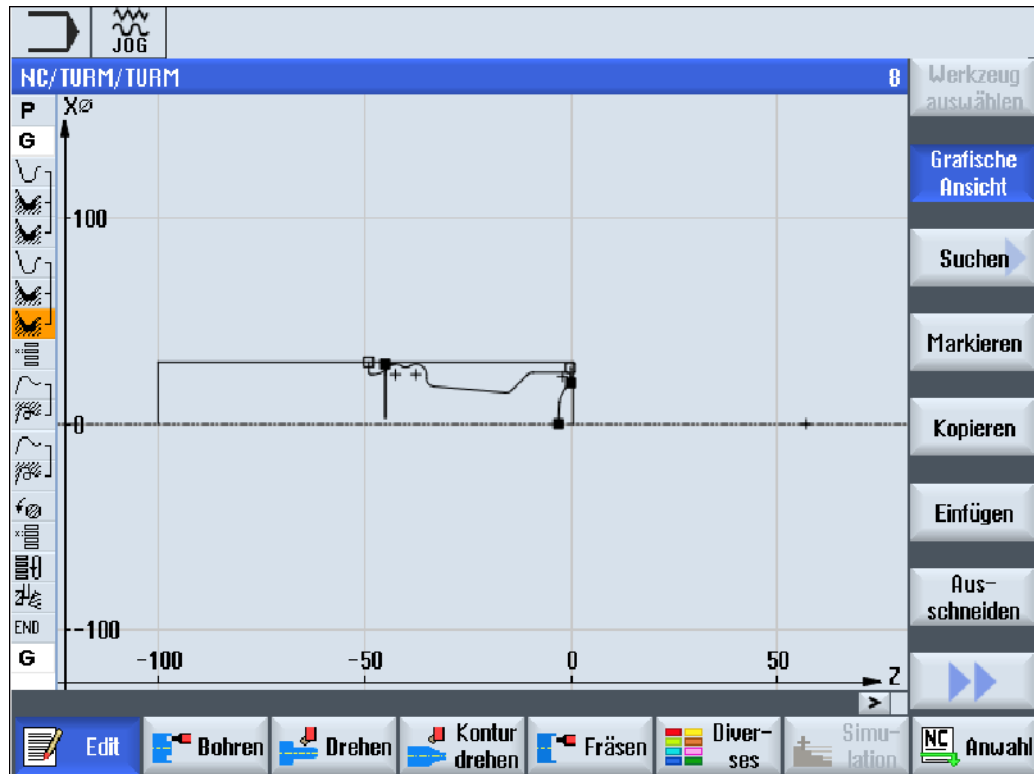 JOG
NC/TURM/TURM 8
P
G
X⌀
100
0
-100
-100 -50 0 50
Z
END
G
>
Werkzeug
auswählen
Grafische
Ansicht
Suchen
Markieren
Kopieren
Einfügen
Aus-
schneiden
Edit
Bohren
Drehen
Kontur
drehen
Fräsen
Diver-
ses
Simu-
lation
NC
Anwahl